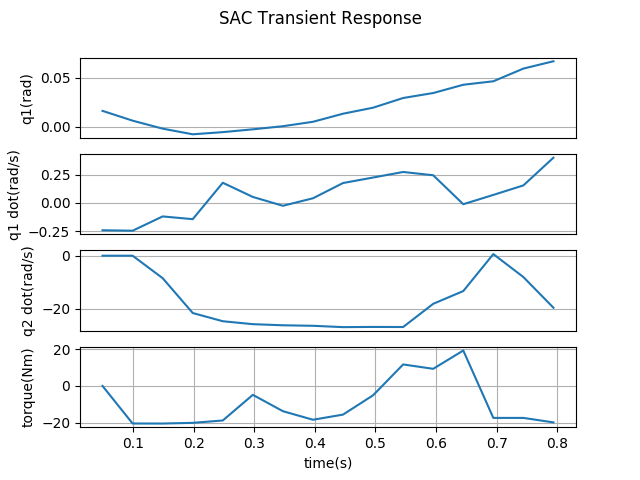 SAC Transient Response
q1(rad)
0.05
0.00
q1 dot(rad/s)
0.25
0.00
−0.25
q2 dot(rad/s)
0
−20
torque(Nm)
20
0
−20
0.1 0.2 0.3 0.4 0.5 0.6 0.7 0.8
time(s)